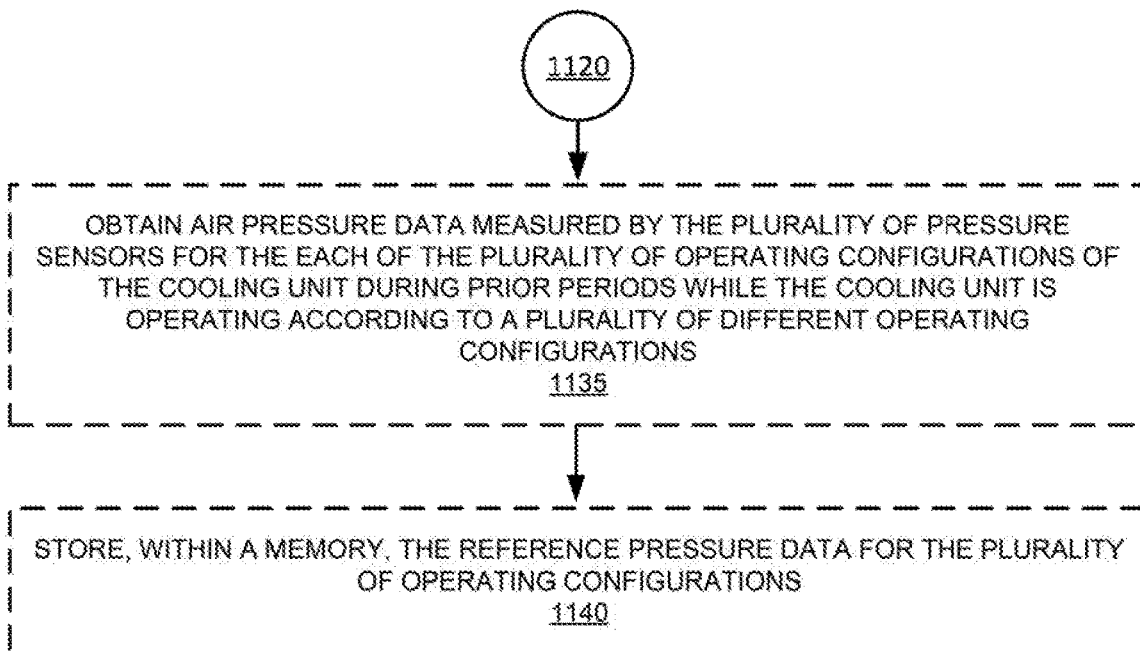 1120
OBTAIN AIR PRESSURE DATA MEASURED BY THE PLURALITY OF PRESSURE
SENSORS FOR THE EACH OF THE PLURALITY OF OPERATING CONFIGURATIONS OF
THE COOLING UNIT DURING PRIOR PERIODS WHILE THE COOLING UNIT IS
OPERATING ACCORDING TO A PLURALITY OF DIFFERENT OPERATING
CONFIGURATIONS
1135
STORE, WITHIN A MEMORY, THE REFERENCE PRESSURE DATA FOR THE PLURALITY
OF OPERATING CONFIGURATIONS
1140